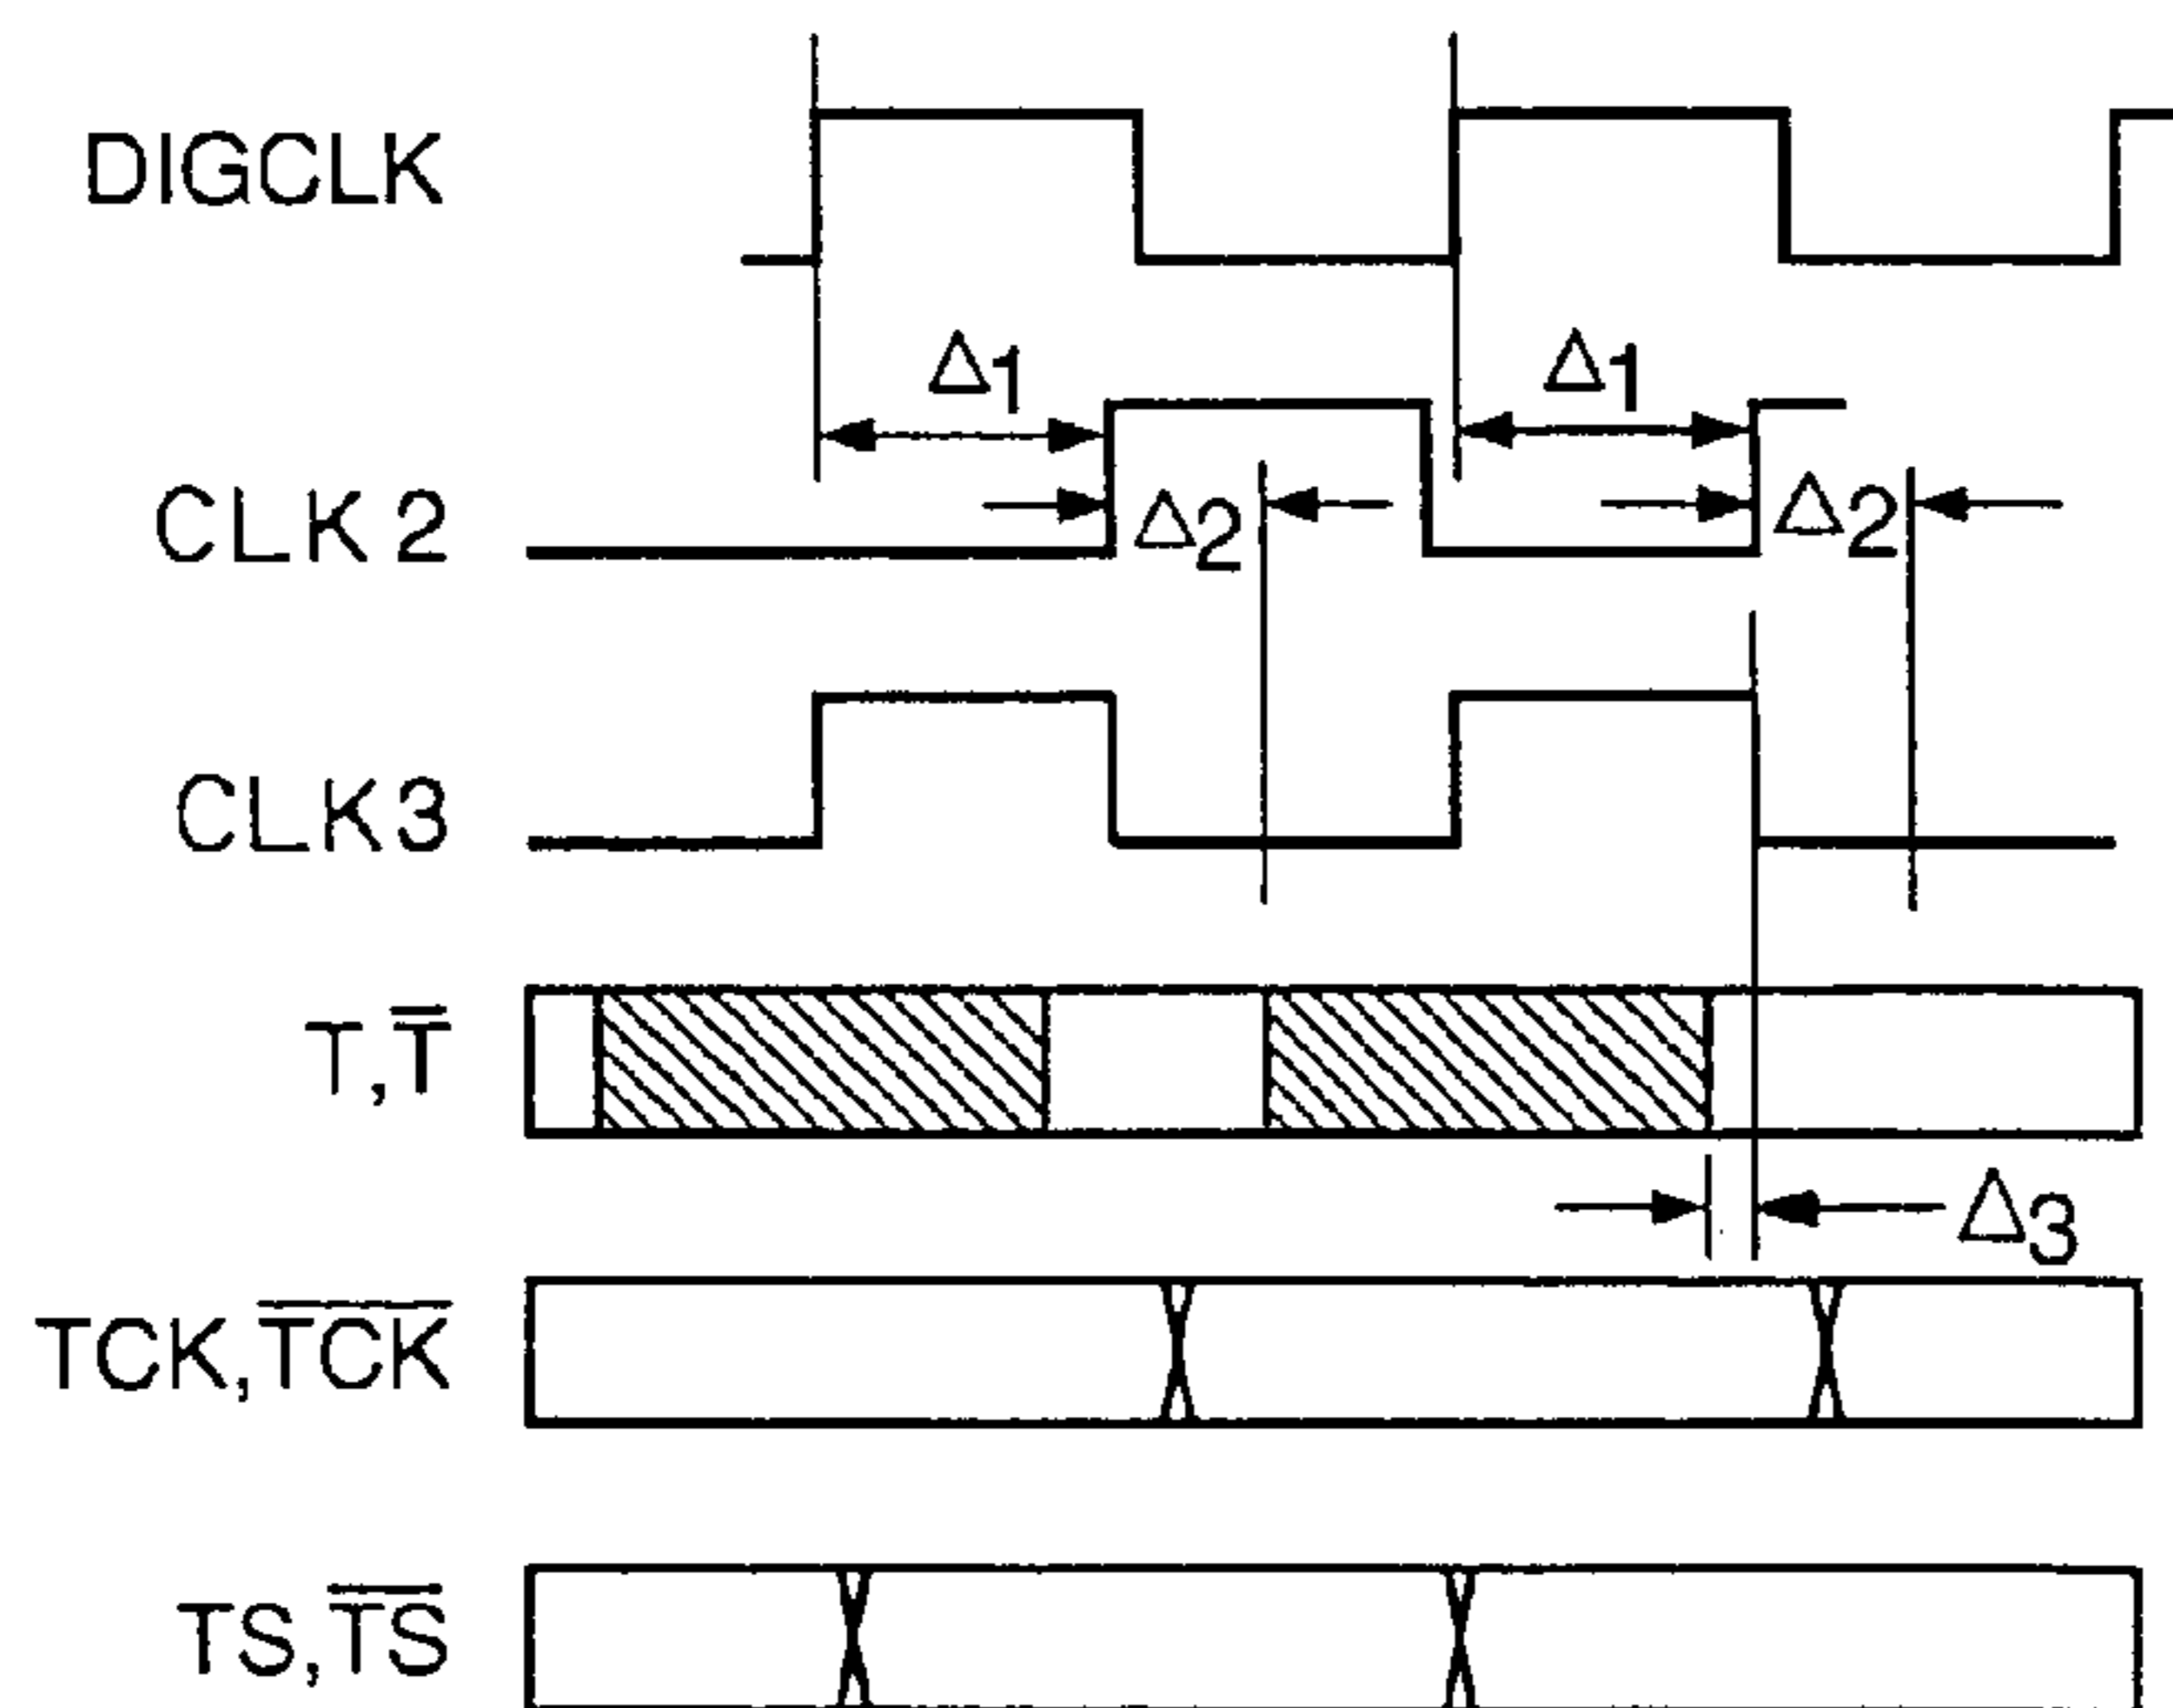 DIGCLK
Δ1 Δ1
CLK 2 Δ2 Δ2
CLK3
T, T̅
Δ3
TCK, T̅C̅K̅
TS, T̅S̅